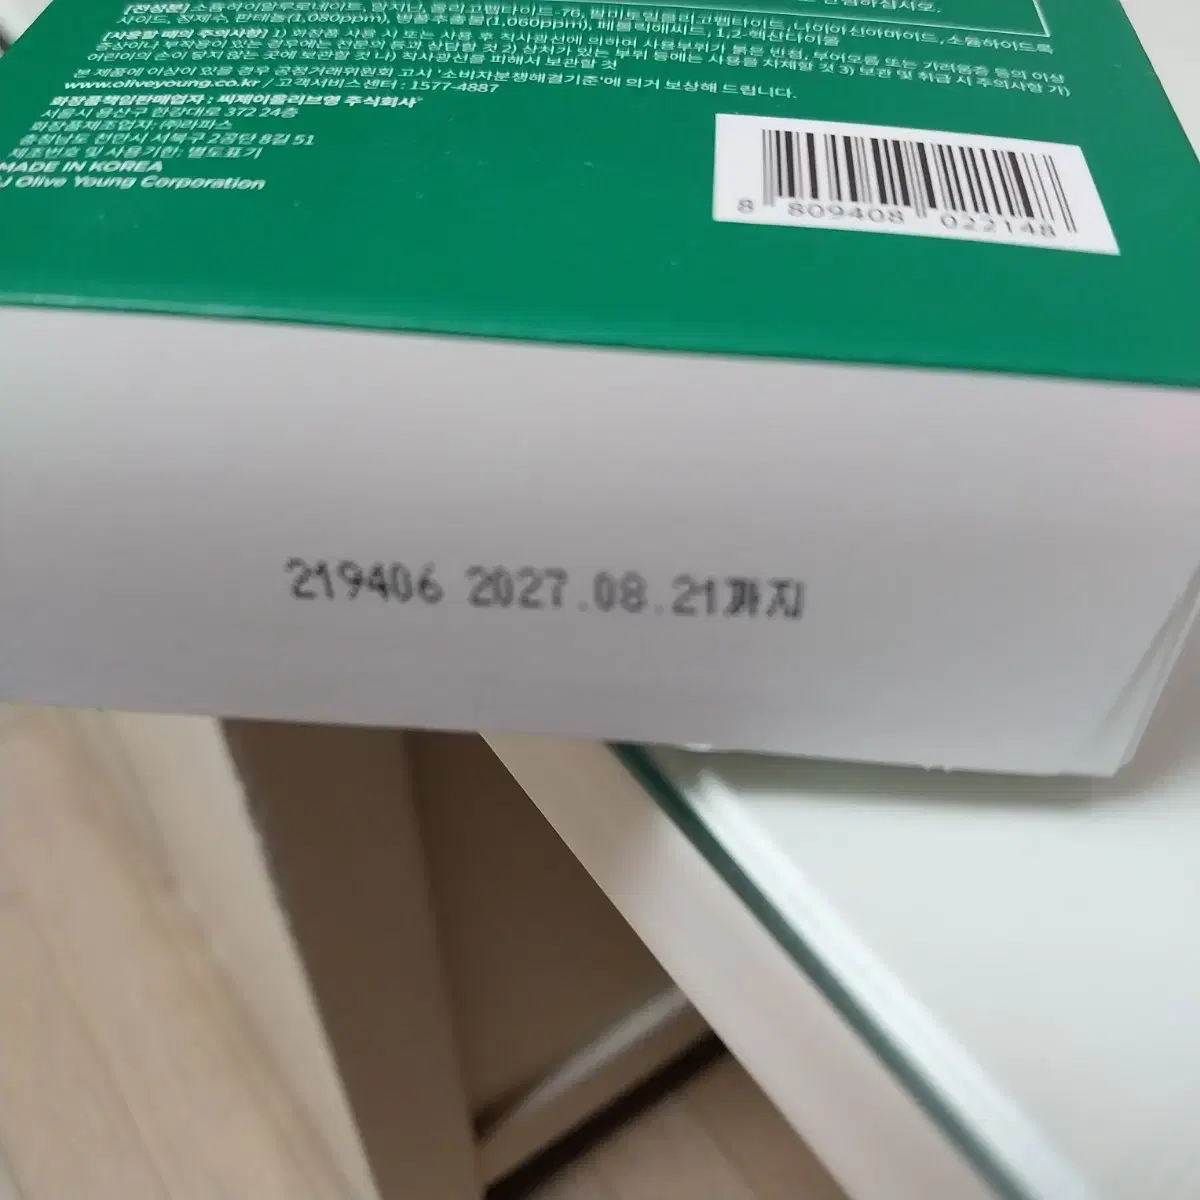 하십시오.
[전성분] 소듐하이알루로네이트, 말치나, 올리고펩타이드-76, 팔미토일올리고펩타이드, 나이아신아마이드, 소듐하이드록
사이드, 정제수, 판테놀(1,080ppm), 병풀추출물(1,060ppm), 페룰릭애씨드, 1,2-헥산다이올
[사용할 때의 주의사항] 1) 화장품 사용 시 또는 사용 후 직사광선에 의하여 사용부위가 붉은 반점, 부어오름 또는 가려움증 등의 이상
증상이나 부작용이 있는 경우에는 전문의 등과 상담할 것 2) 상처가 있는 부위 등에는 사용을 자제할 것 3) 보관 및 취급 시 주의사항 가)
어린이의 손이 닿지 않는 곳에 보관할 것 나) 직사광선을 피해서 보관할 것
본 제품에 이상이 있을 경우 공정거래위원회 고시 '소비자분쟁해결기준'에 의거 보상해 드립니다.
www.oliveyoung.co.kr / 고객서비스센터 : 1577-4887
화장품책임판매업자 : 씨제이올리브영 주식회사
서울시 용산구 한강대로 372 24층
화장품제조업자: ㈜라파스
충청남도 천안시 서북구 2공단 8길 51
제조번호 및 사용기한: 별도표기
MADE IN KOREA
J Olive Young Corporation
8 809408 022148
219406 2027.08.21까지